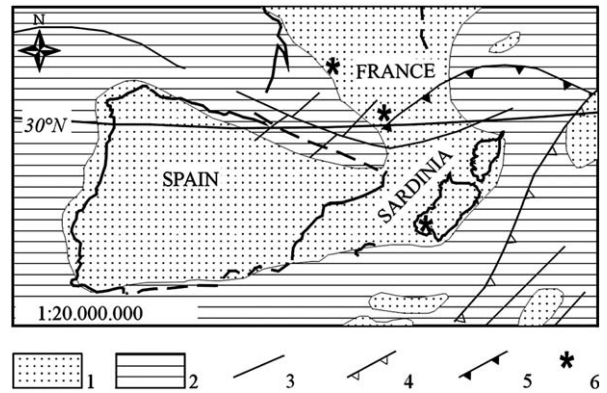 N
FRANCE
30°N
SPAIN
SARDINIA
1:20.000.000
1 2 3 4 5 6